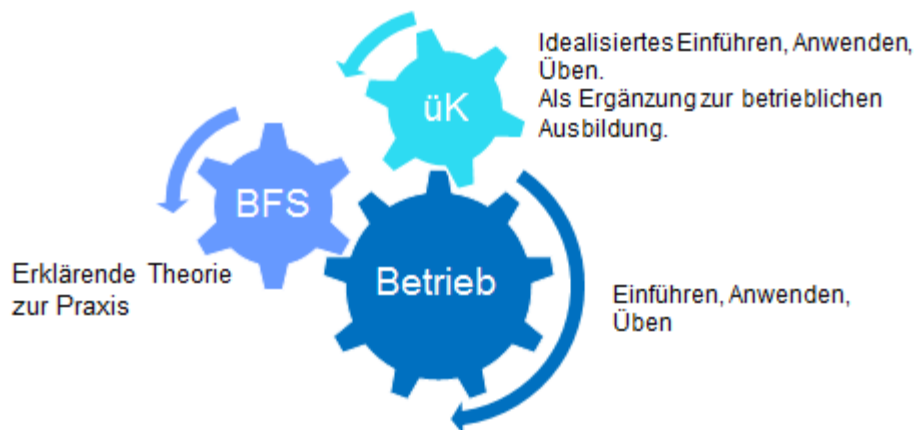 Idealisiertes Einführen, Anwenden,
Üben.
Als Ergänzung zur betrieblichen
Ausbildung.
üK
BFS
Erklärende Theorie
zur Praxis
Betrieb
Einführen, Anwenden,
Üben